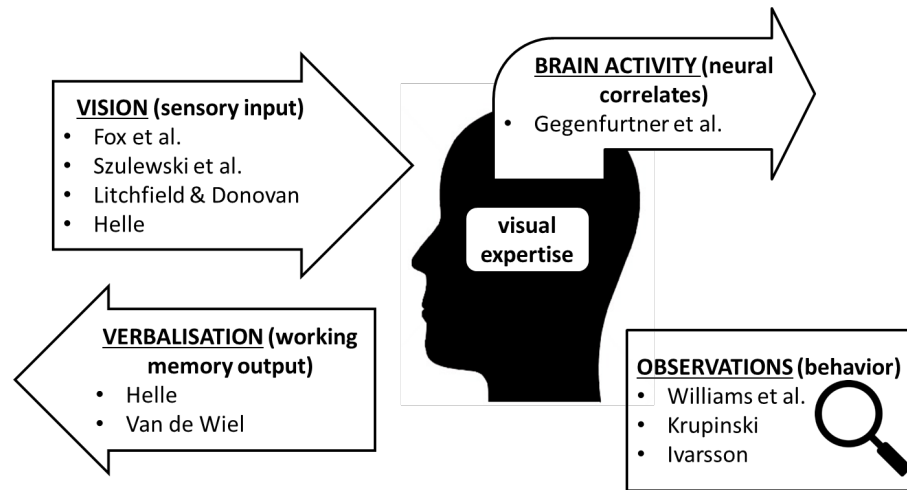 VISION (sensory input)
• Fox et al.
• Szulewski et al.
• Litchfield & Donovan
• Helle
BRAIN ACTIVITY (neural
correlates)
• Gegenfurtner et al.
visual
expertise
VERBALISATION (working
memory output)
• Helle
• Van de Wiel
OBSERVATIONS (behavior)
• Williams et al.
• Krupinski
• Ivarsson